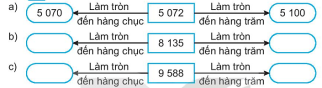 a) Làm tròn Làm tròn
5 070 5 072 5 100
đến hàng chục đến hàng trăm
b) Làm tròn Làm tròn
8 135
đến hàng chục đến hàng trăm
c) Làm tròn Làm tròn
9 588
đến hàng chục đến hàng trăm